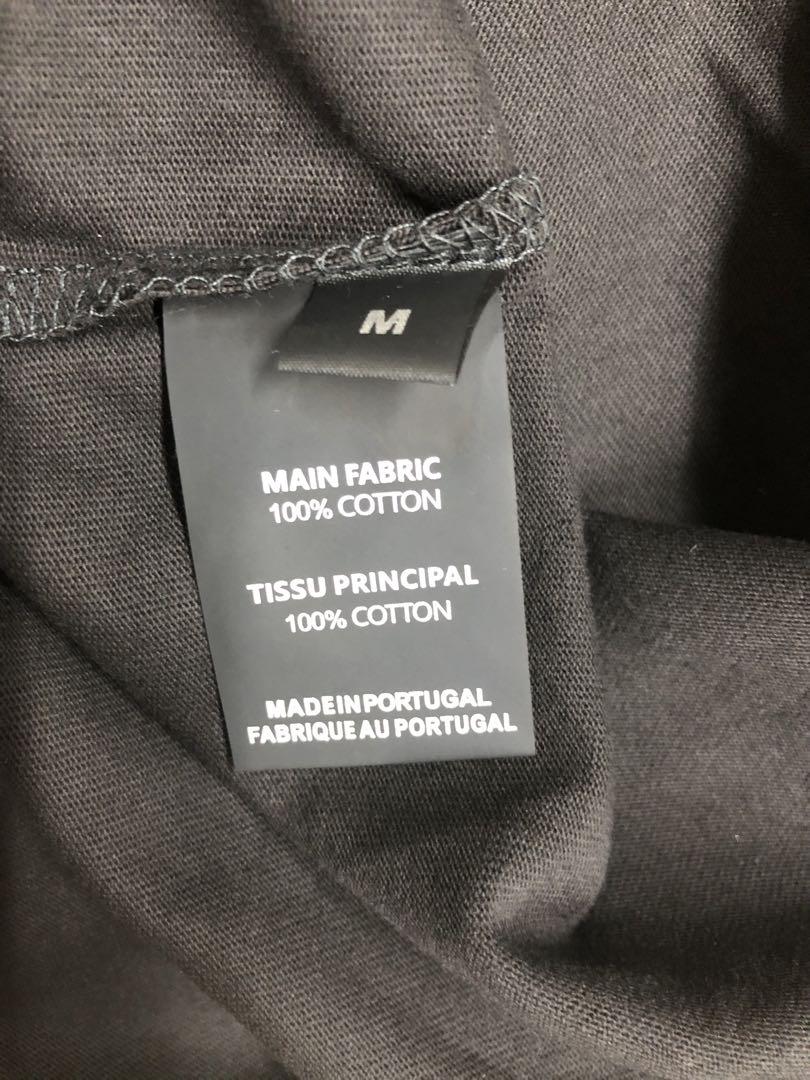 M
MAIN FABRIC
100% COTTON
TISSU PRINCIPAL
100% COTTON
MADE IN PORTUGAL
FABRIQUE AU PORTUGAL